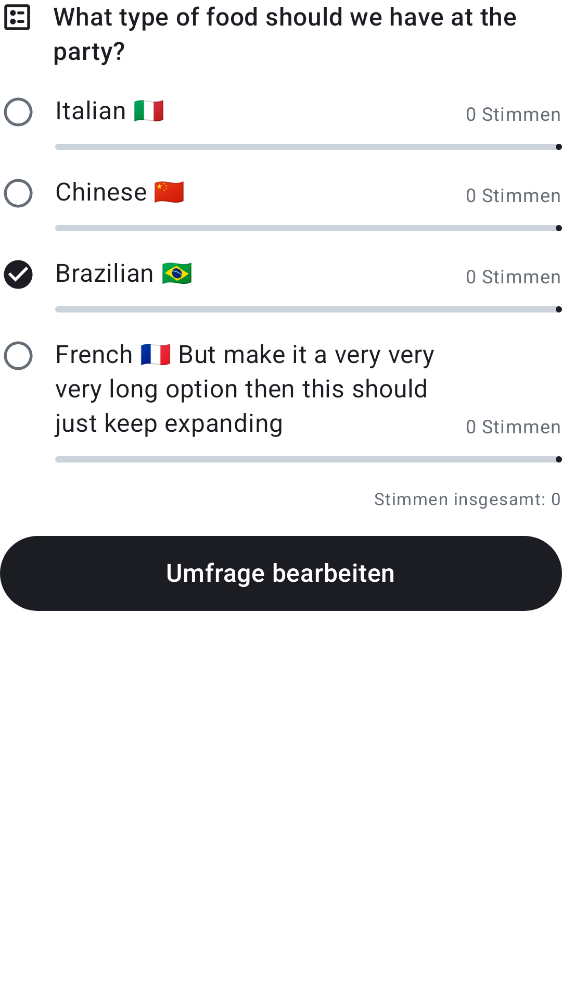 What type of food should we have at the
party?
Italian 🇮🇹
0 Stimmen
Chinese 🇨🇳
0 Stimmen
Brazilian 🇧🇷
0 Stimmen
French 🇫🇷 But make it a very very
very long option then this should
just keep expanding
0 Stimmen
Stimmen insgesamt: 0
Umfrage bearbeiten